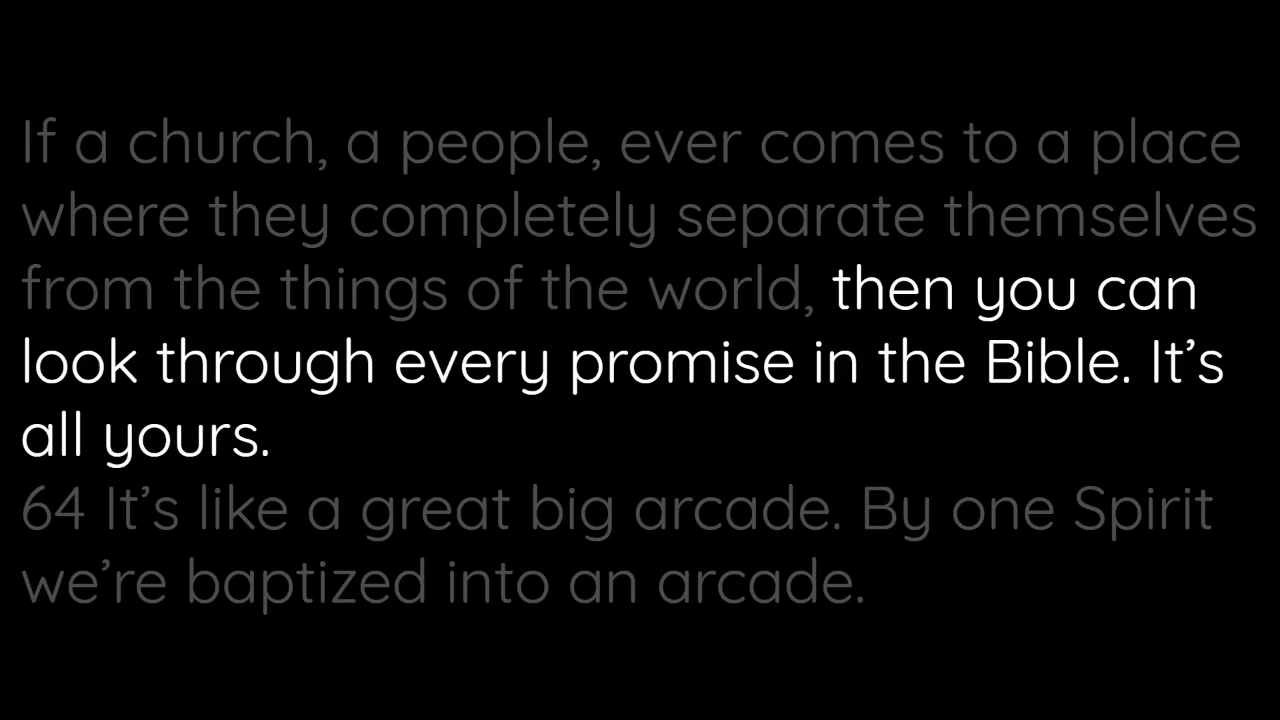 If a church, a people, ever comes to a place
where they completely separate themselves
from the things of the world, then you can
look through every promise in the Bible. It’s
all yours.
64 It’s like a great big arcade. By one Spirit
we’re baptized into an arcade.